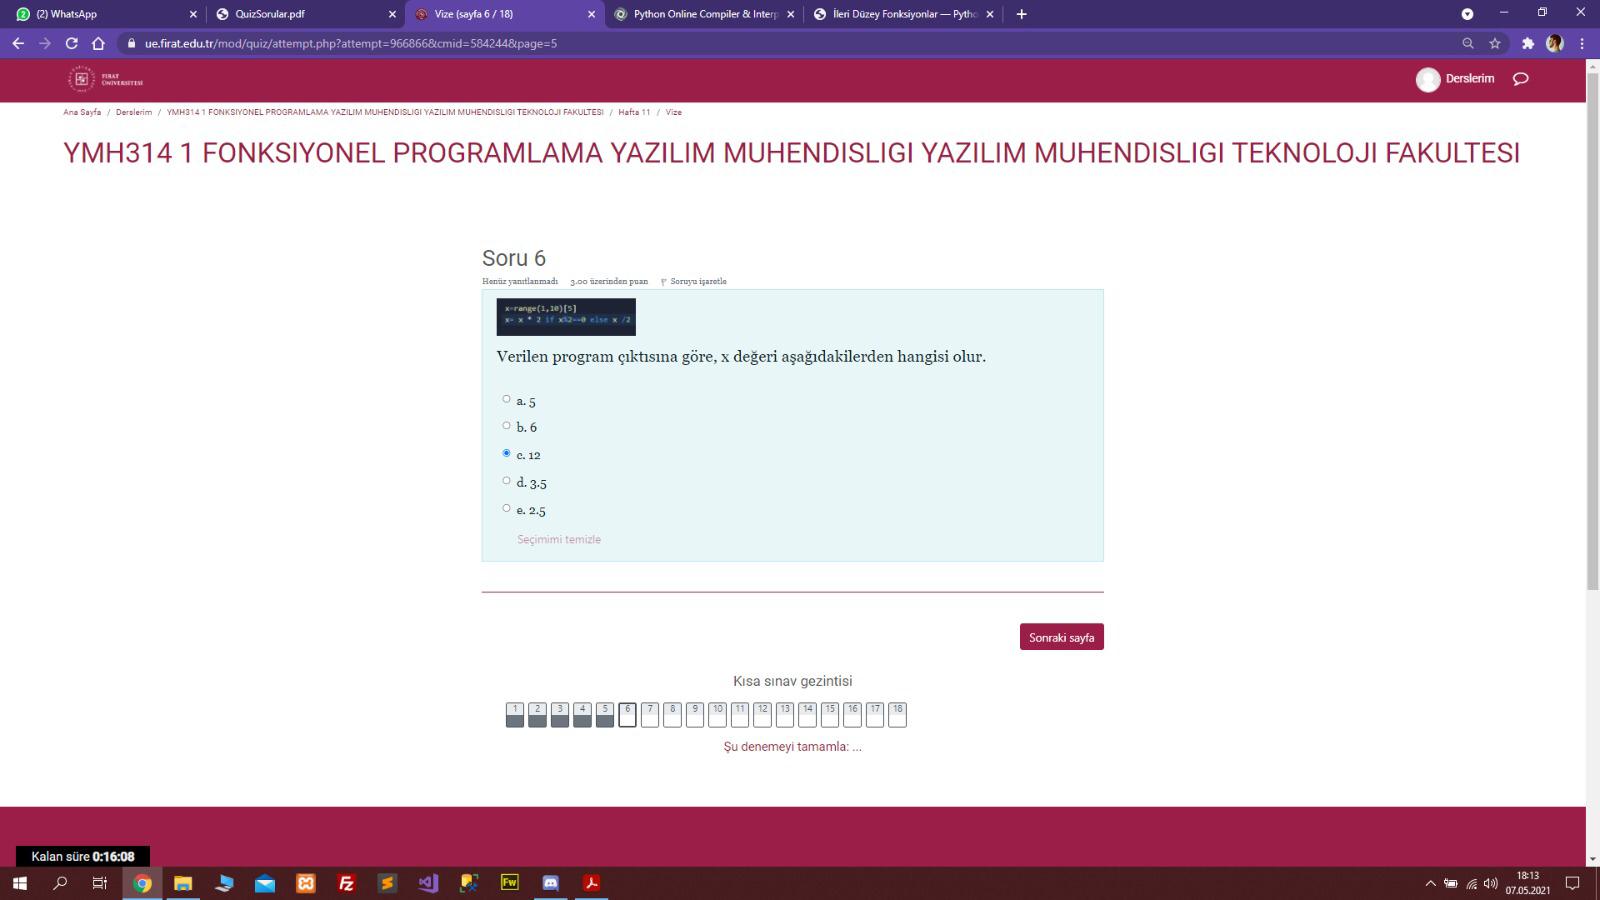 (2) WhatsApp
QuizSorular.pdf
Vize (sayfa 6 / 18)
Python Online Compiler & Interp
İleri Düzey Fonksiyonlar — Pytho
ue.firat.edu.tr/mod/quiz/attempt.php?attempt=966866&cmid=584244&page=5
FIRAT
ÜNİVERSİTESİ
Derslerim
Ana Sayfa / Derslerim / YMH314 1 FONKSIYONEL PROGRAMLAMA YAZILIM MUHENDISLIGI YAZILIM MUHENDISLIGI TEKNOLOJI FAKULTESI / Hafta 11 / Vize
YMH314 1 FONKSIYONEL PROGRAMLAMA YAZILIM MUHENDISLIGI YAZILIM MUHENDISLIGI TEKNOLOJI FAKULTESI
Soru 6
Henüz yanıtlanmadı 3,00 üzerinden puan Soruyu işaretle
x=range(1,10)[5]
x= x * 2 if x%2==0 else x /2
Verilen program çıktısına göre, x değeri aşağıdakilerden hangisi olur.
a. 5
b. 6
c. 12
d. 3.5
e. 2.5
Seçimimi temizle
Sonraki sayfa
Kısa sınav gezintisi
1 2 3 4 5 6 7 8 9 10 11 12 13 14 15 16 17 18
Şu denemeyi tamamla: ...
Kalan süre 0:16:08
Fz
Fw
18:13
07.05.2021